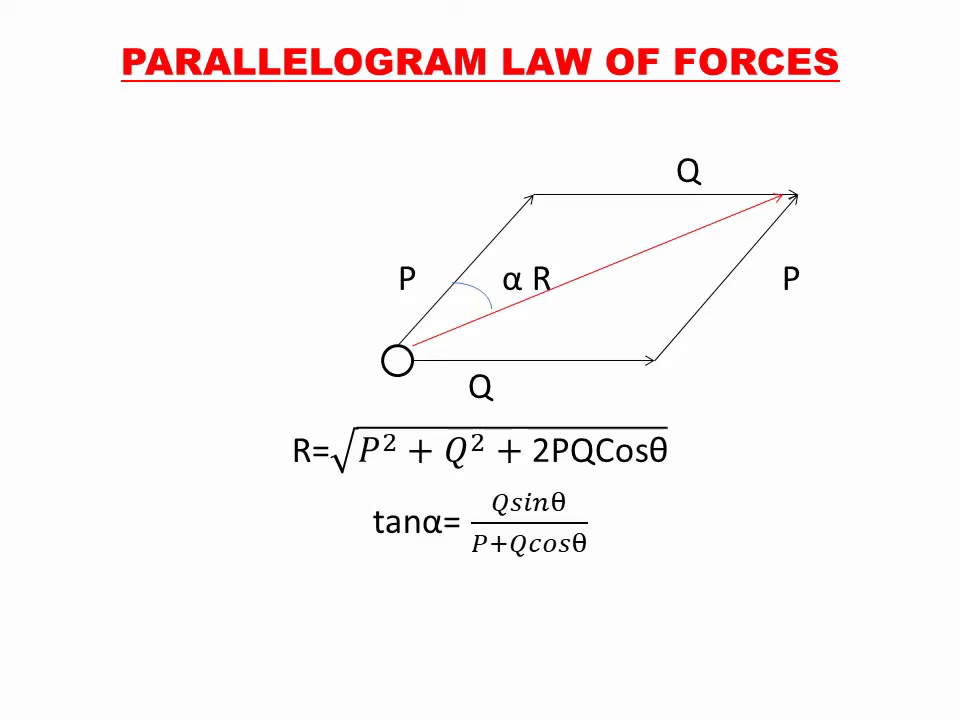 PARALLELOGRAM LAW OF FORCES
Q
P α R P
Q
R=√(𝑃² + 𝑄² + 2PQCosθ)
tanα= 𝑄𝑠𝑖𝑛θ/𝑃+𝑄𝑐𝑜𝑠θ